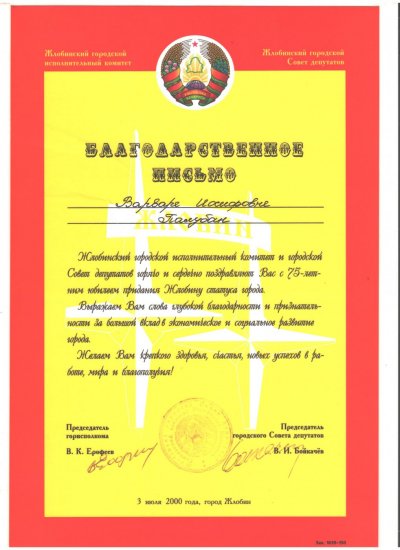 Жлобинский городской
исполнительный комитет
Жлобинский городской
Совет депутатов
БЛАГОДАРСТВЕННОЕ
ПИСЬМО
Варваре Иосифовне
Палубан
ЖЛОБИН
Жлобинский городской исполнительный комитет и городской
Совет депутатов горячо и сердечно поздравляют Вас с 75-лет-
ним юбилеем придания Жлобину статуса города.
Выражаем Вам слова глубокой благодарности и признатель-
ности за большой вклад в экономическое и социальное развитие
города.
Желаем Вам крепкого здоровья, счастья, новых успехов в ра-
боте, мира и благополучия!
Председатель
горисполкома
В. К. Ерофеев
Председатель
городского Совета депутатов
В. И. Бойкачёв
3 июля 2000 года, город Жлобин